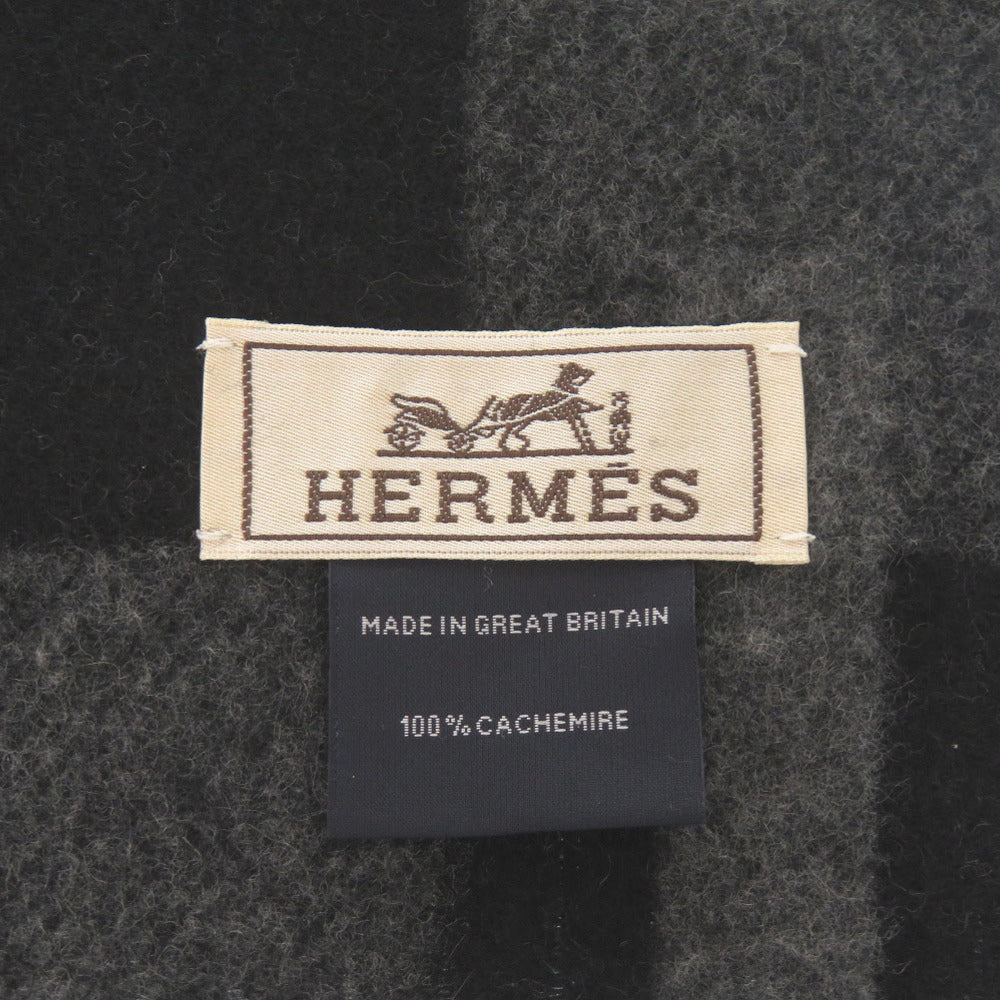 HERMÈS
MADE IN GREAT BRITAIN
100% CACHEMIRE